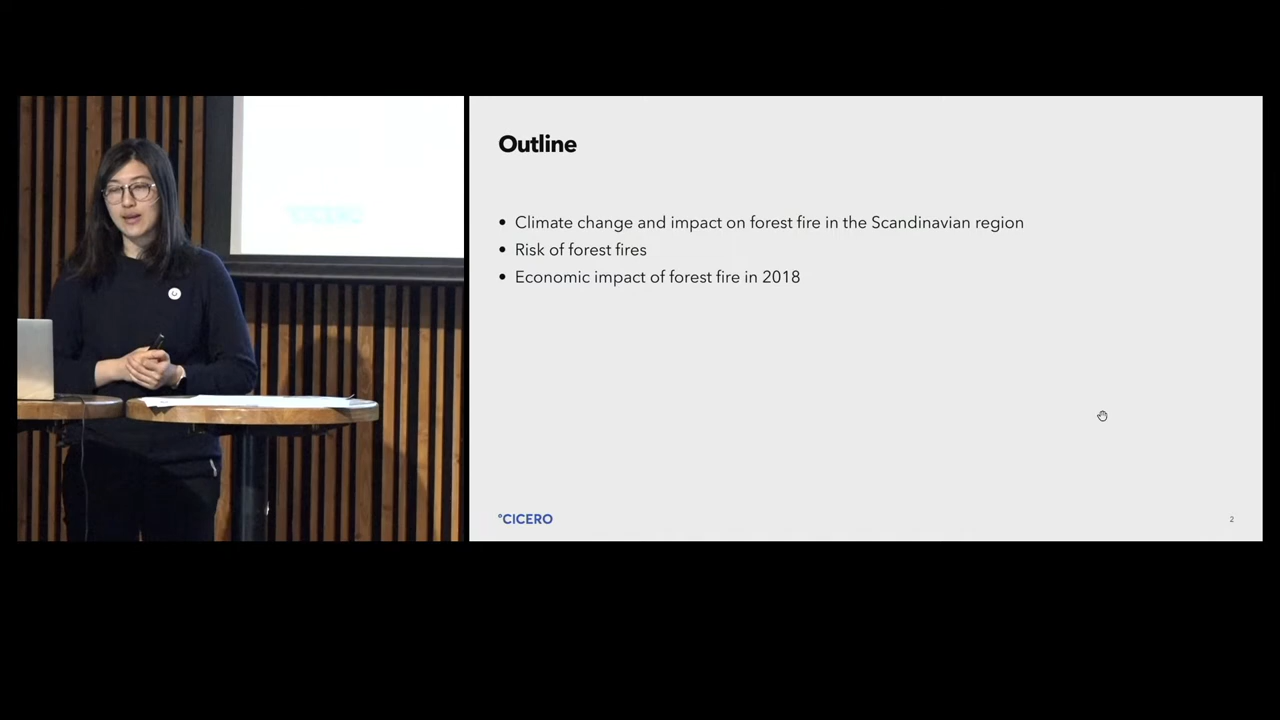 Outline
• Climate change and impact on forest fire in the Scandinavian region
• Risk of forest fires
• Economic impact of forest fire in 2018
°CICERO
2